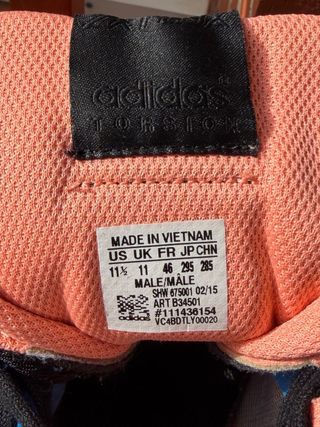 adidas
TORSION
MADE IN VIETNAM
US UK FR JP CHN
11½ 11 46 295 285
MALE/MÂLE
SHW 675001 02/15
ART B34501
#111436154
VC4BDTLY00020